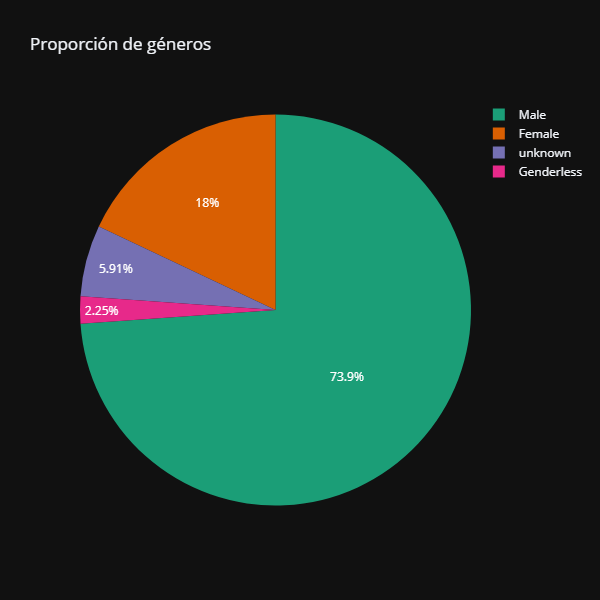 Proporción de géneros
Male
Female
unknown
Genderless
18%
5.91%
2.25%
73.9%